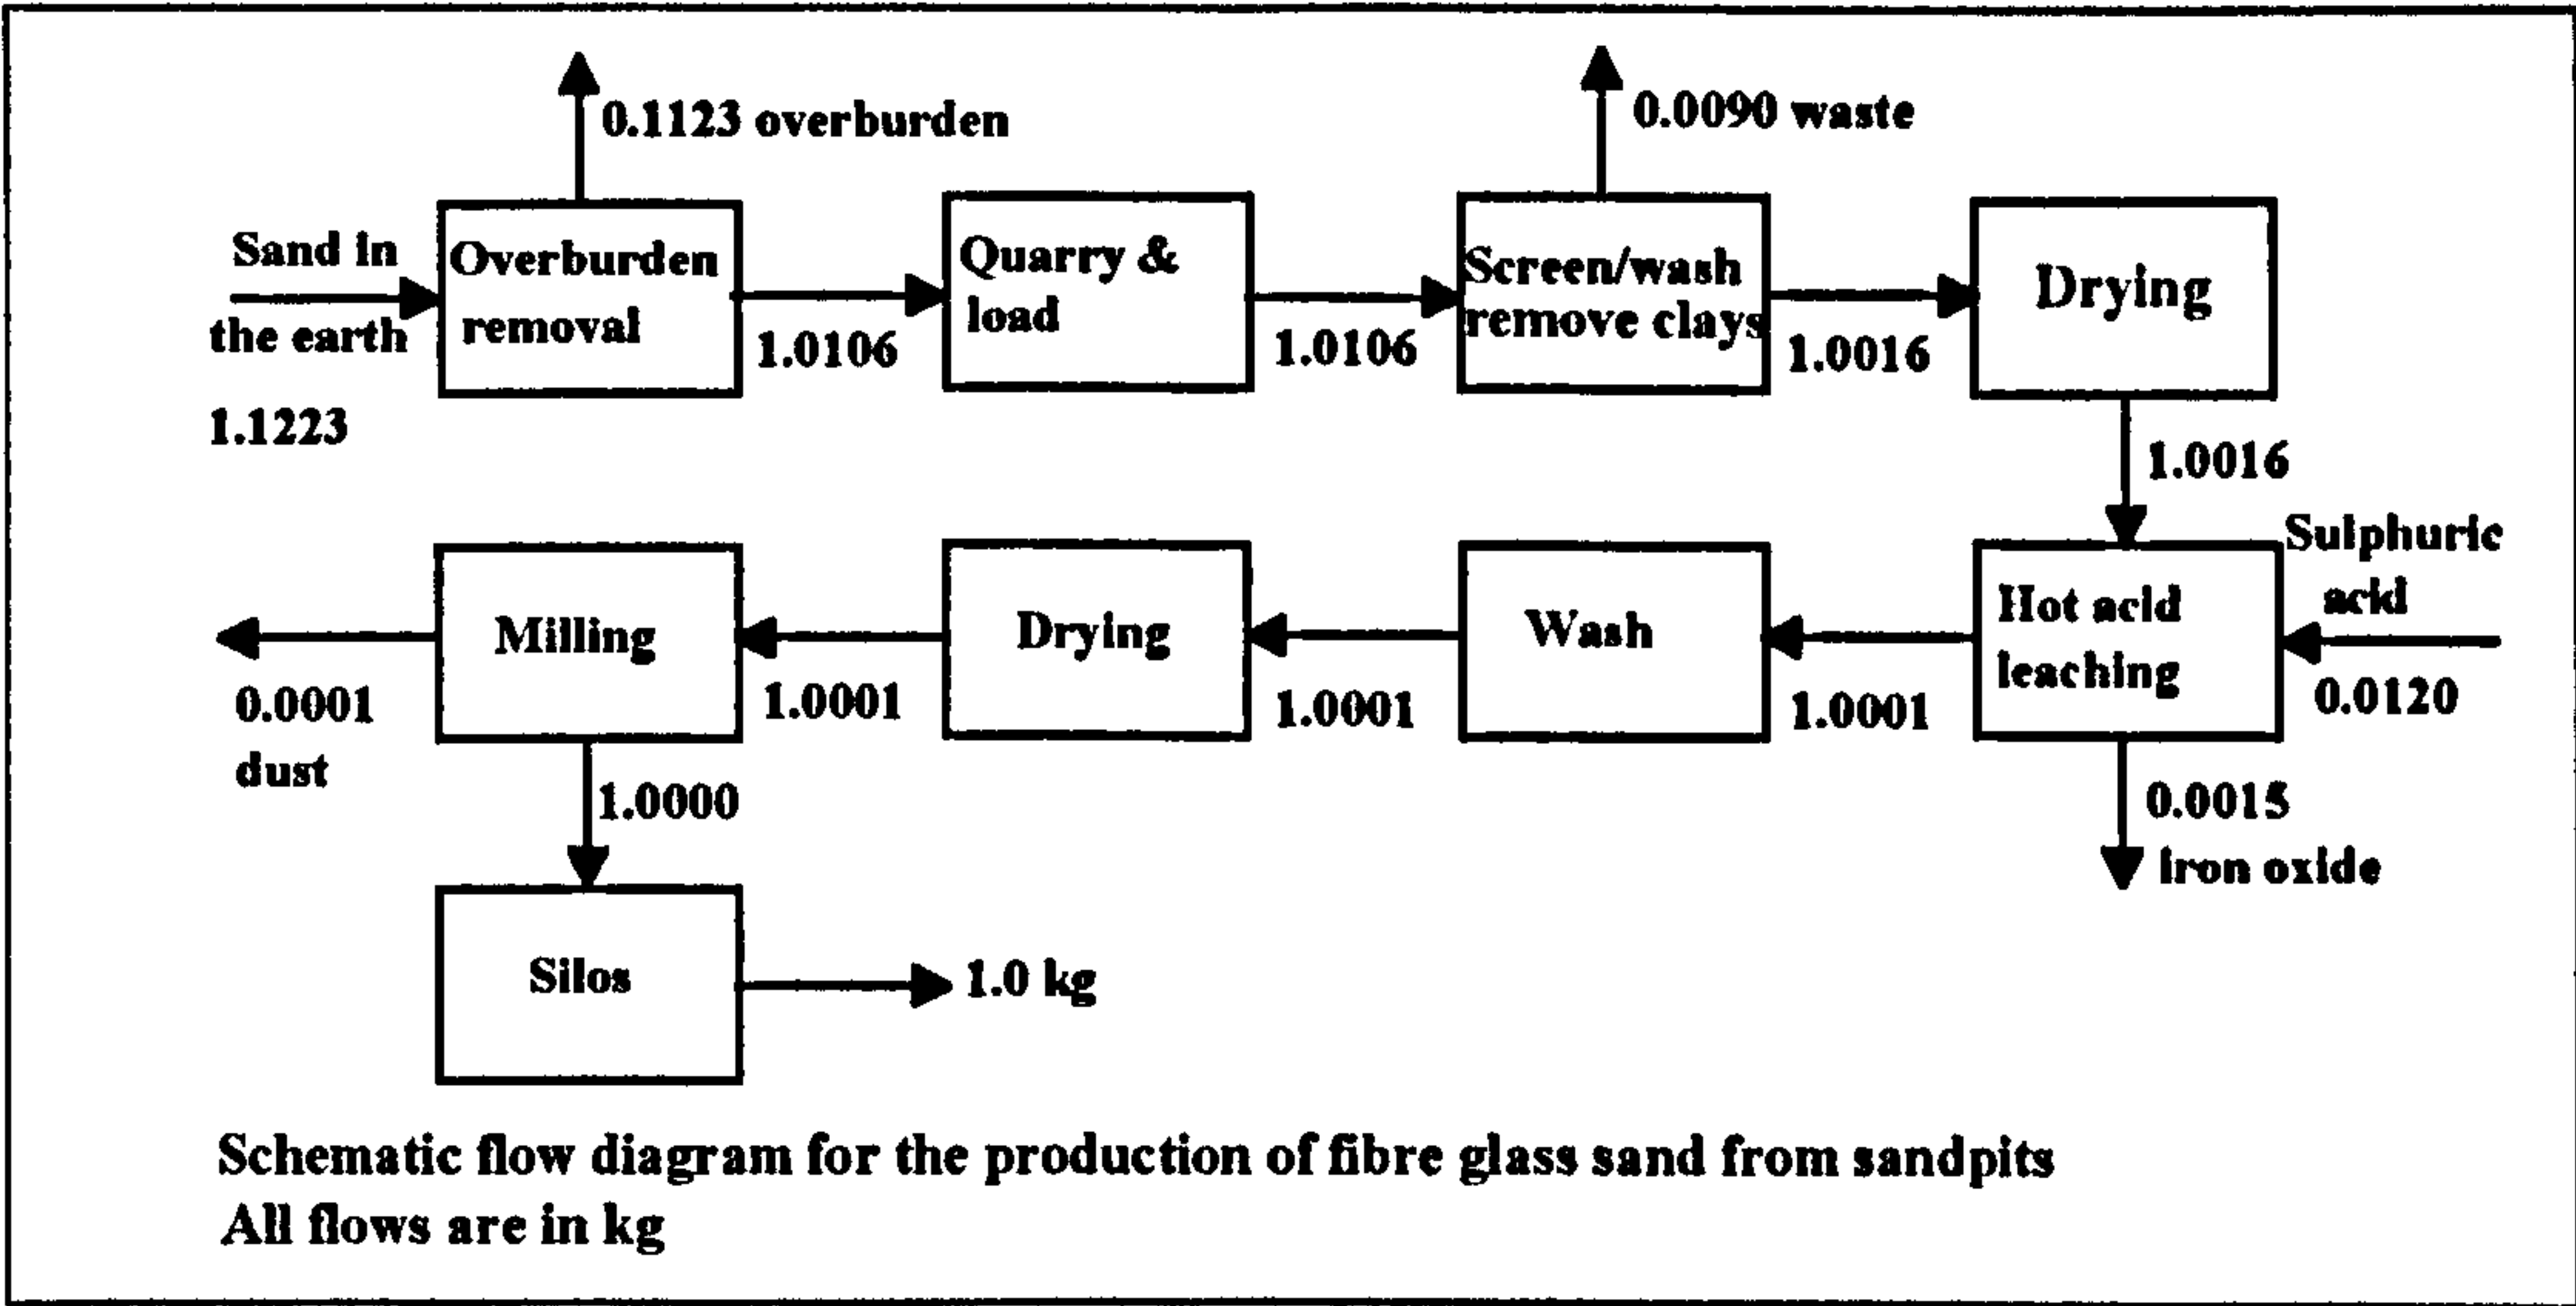 0.1123 overburden
0.0090 waste
Sand in
the earth
1.1223
Overburden
removal
1.0106
Quarry &
load
1.0106
Screen/wash
remove clays
1.0016
Drying
1.0016
Sulphuric
acid
0.0120
Hot acid
leaching
0.0015
iron oxide
1.0001
Wash
1.0001
Drying
1.0001
Milling
0.0001
dust
1.0000
Silos
1.0 kg
Schematic flow diagram for the production of fibre glass sand from sandpits
All flows are in kg